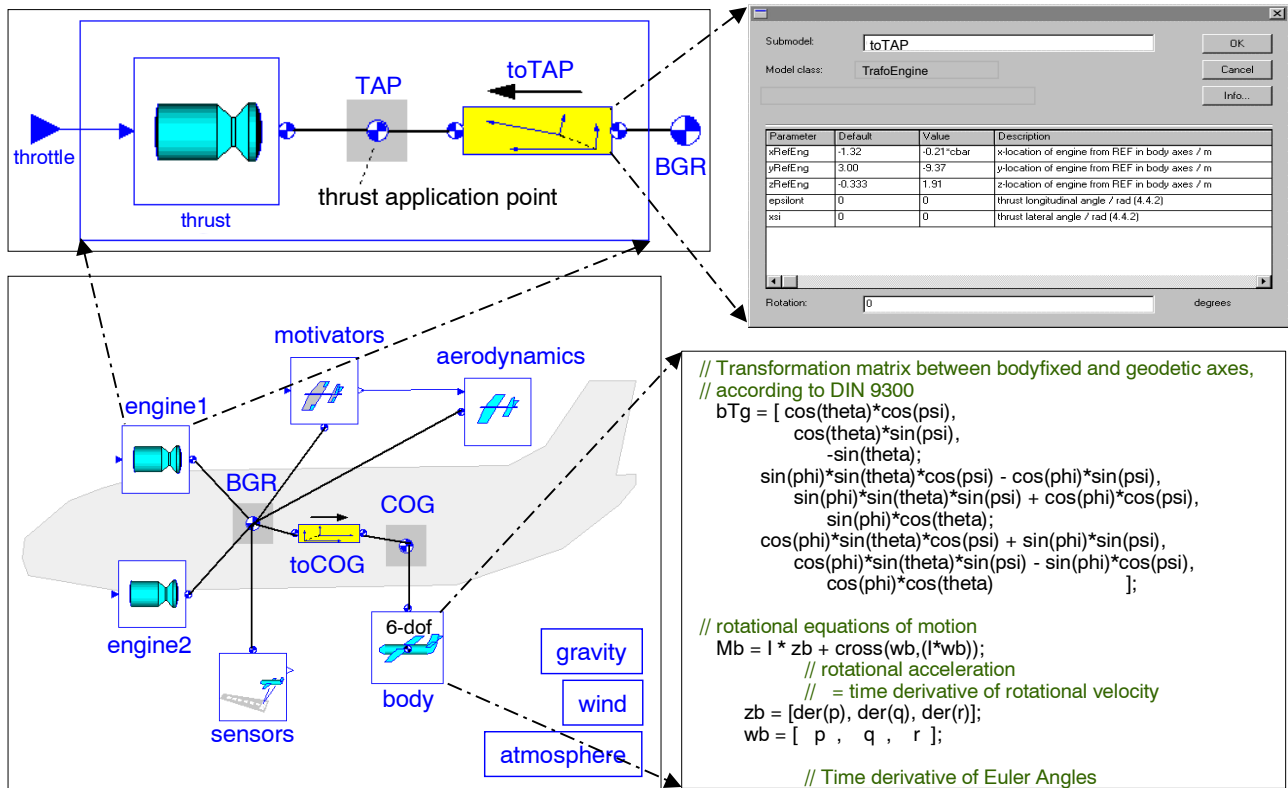 TAP
toTAP
throttle
BGR
thrust application point
thrust
Submodel:
toTAP
OK
Model class:
TrafoEngine
Cancel
Info...
Parameter Default Value Description
xRefEng -1.32 -0.21*cbar x-location of engine from REF in body axes / m
yRefEng 3.00 -9.37 y-location of engine from REF in body axes / m
zRefEng -0.333 1.91 z-location of engine from REF in body axes / m
epsilont 0 0 thrust longitudinal angle / rad (4.4.2)
xsi 0 0 thrust lateral angle / rad (4.4.2)
Rotation:
0
degrees
motivators
aerodynamics
engine1
BGR
COG
toCOG
engine2
6-dof
body
sensors
gravity
wind
atmosphere
// Transformation matrix between bodyfixed and geodetic axes,
// according to DIN 9300
bTg = [ cos(theta)*cos(psi),
cos(theta)*sin(psi),
-sin(theta);
sin(phi)*sin(theta)*cos(psi) - cos(phi)*sin(psi),
sin(phi)*sin(theta)*sin(psi) + cos(phi)*cos(psi),
sin(phi)*cos(theta);
cos(phi)*sin(theta)*cos(psi) + sin(phi)*sin(psi),
cos(phi)*sin(theta)*sin(psi) - sin(phi)*cos(psi),
cos(phi)*cos(theta) ];
// rotational equations of motion
Mb = I * zb + cross(wb,(I*wb));
// rotational acceleration
// = time derivative of rotational velocity
zb = [der(p), der(q), der(r)];
wb = [ p , q , r ];
// Time derivative of Euler Angles